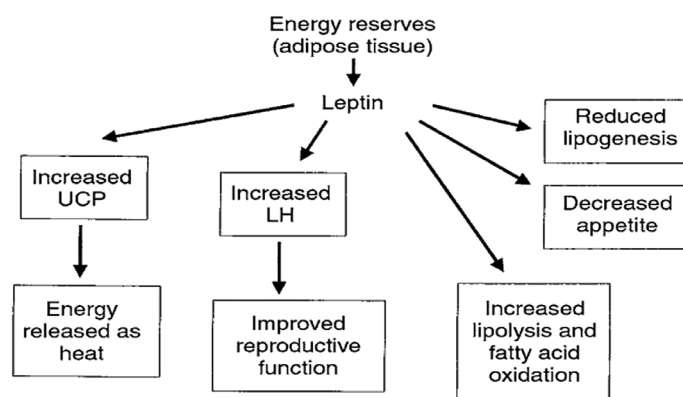 Energy reserves
(adipose tissue)
Leptin
Reduced
lipogenesis
Increased
UCP
Increased
LH
Decreased
appetite
Energy
released as
heat
Improved
reproductive
function
Increased
lipolysis and
fatty acid
oxidation